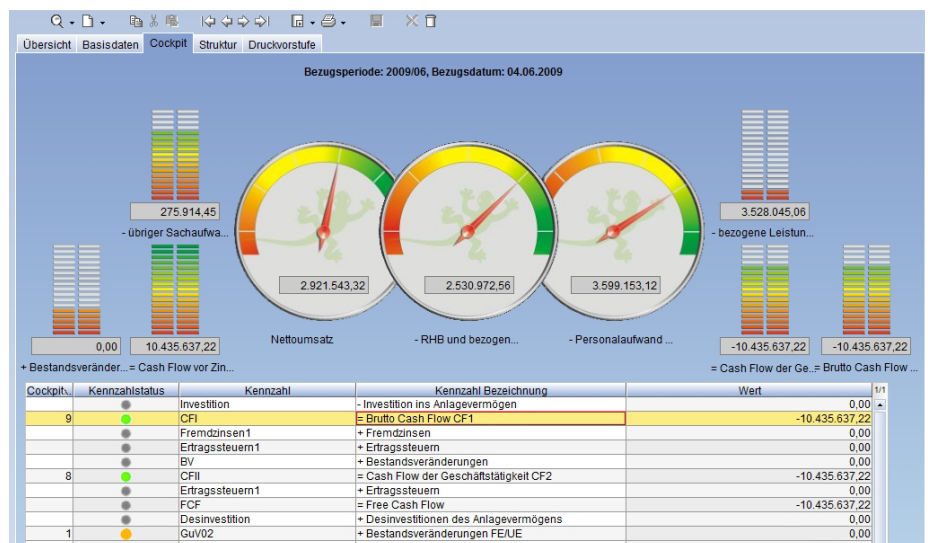 Übersicht Basisdaten Cockpit Struktur Druckvorstufe
Bezugsperiode: 2009/06, Bezugsdatum: 04.06.2009
275.914,45
- übriger Sachaufwa...
3.528.045,06
- bezogene Leistun...
2.921.543,32
2.530.972,56
3.599.153,12
Nettoumsatz
- RHB und bezogen...
- Personalaufwand ...
0,00
10.435.637,22
-10.435.637,22
-10.435.637,22
+ Bestandsveränder...
= Cash Flow vor Zin...
= Cash Flow der Ge...
= Brutto Cash Flow ...
Cockpit... Kennzahlstatus Kennzahl Kennzahl Bezeichnung Wert 1/1
Investition - Investition ins Anlagevermögen 0,00
9 CFI = Brutto Cash Flow CF1 -10.435.637,22
Fremdzinsen1 + Fremdzinsen 0,00
Ertragssteuern1 + Ertragssteuern 0,00
BV + Bestandsveränderungen 0,00
8 CFII = Cash Flow der Geschäftstätigkeit CF2 -10.435.637,22
Ertragssteuern1 + Ertragssteuern 0,00
FCF = Free Cash Flow -10.435.637,22
Desinvestition + Desinvestitionen des Anlagevermögens 0,00
1 GuV02 + Bestandsveränderungen FE/UE 0,00